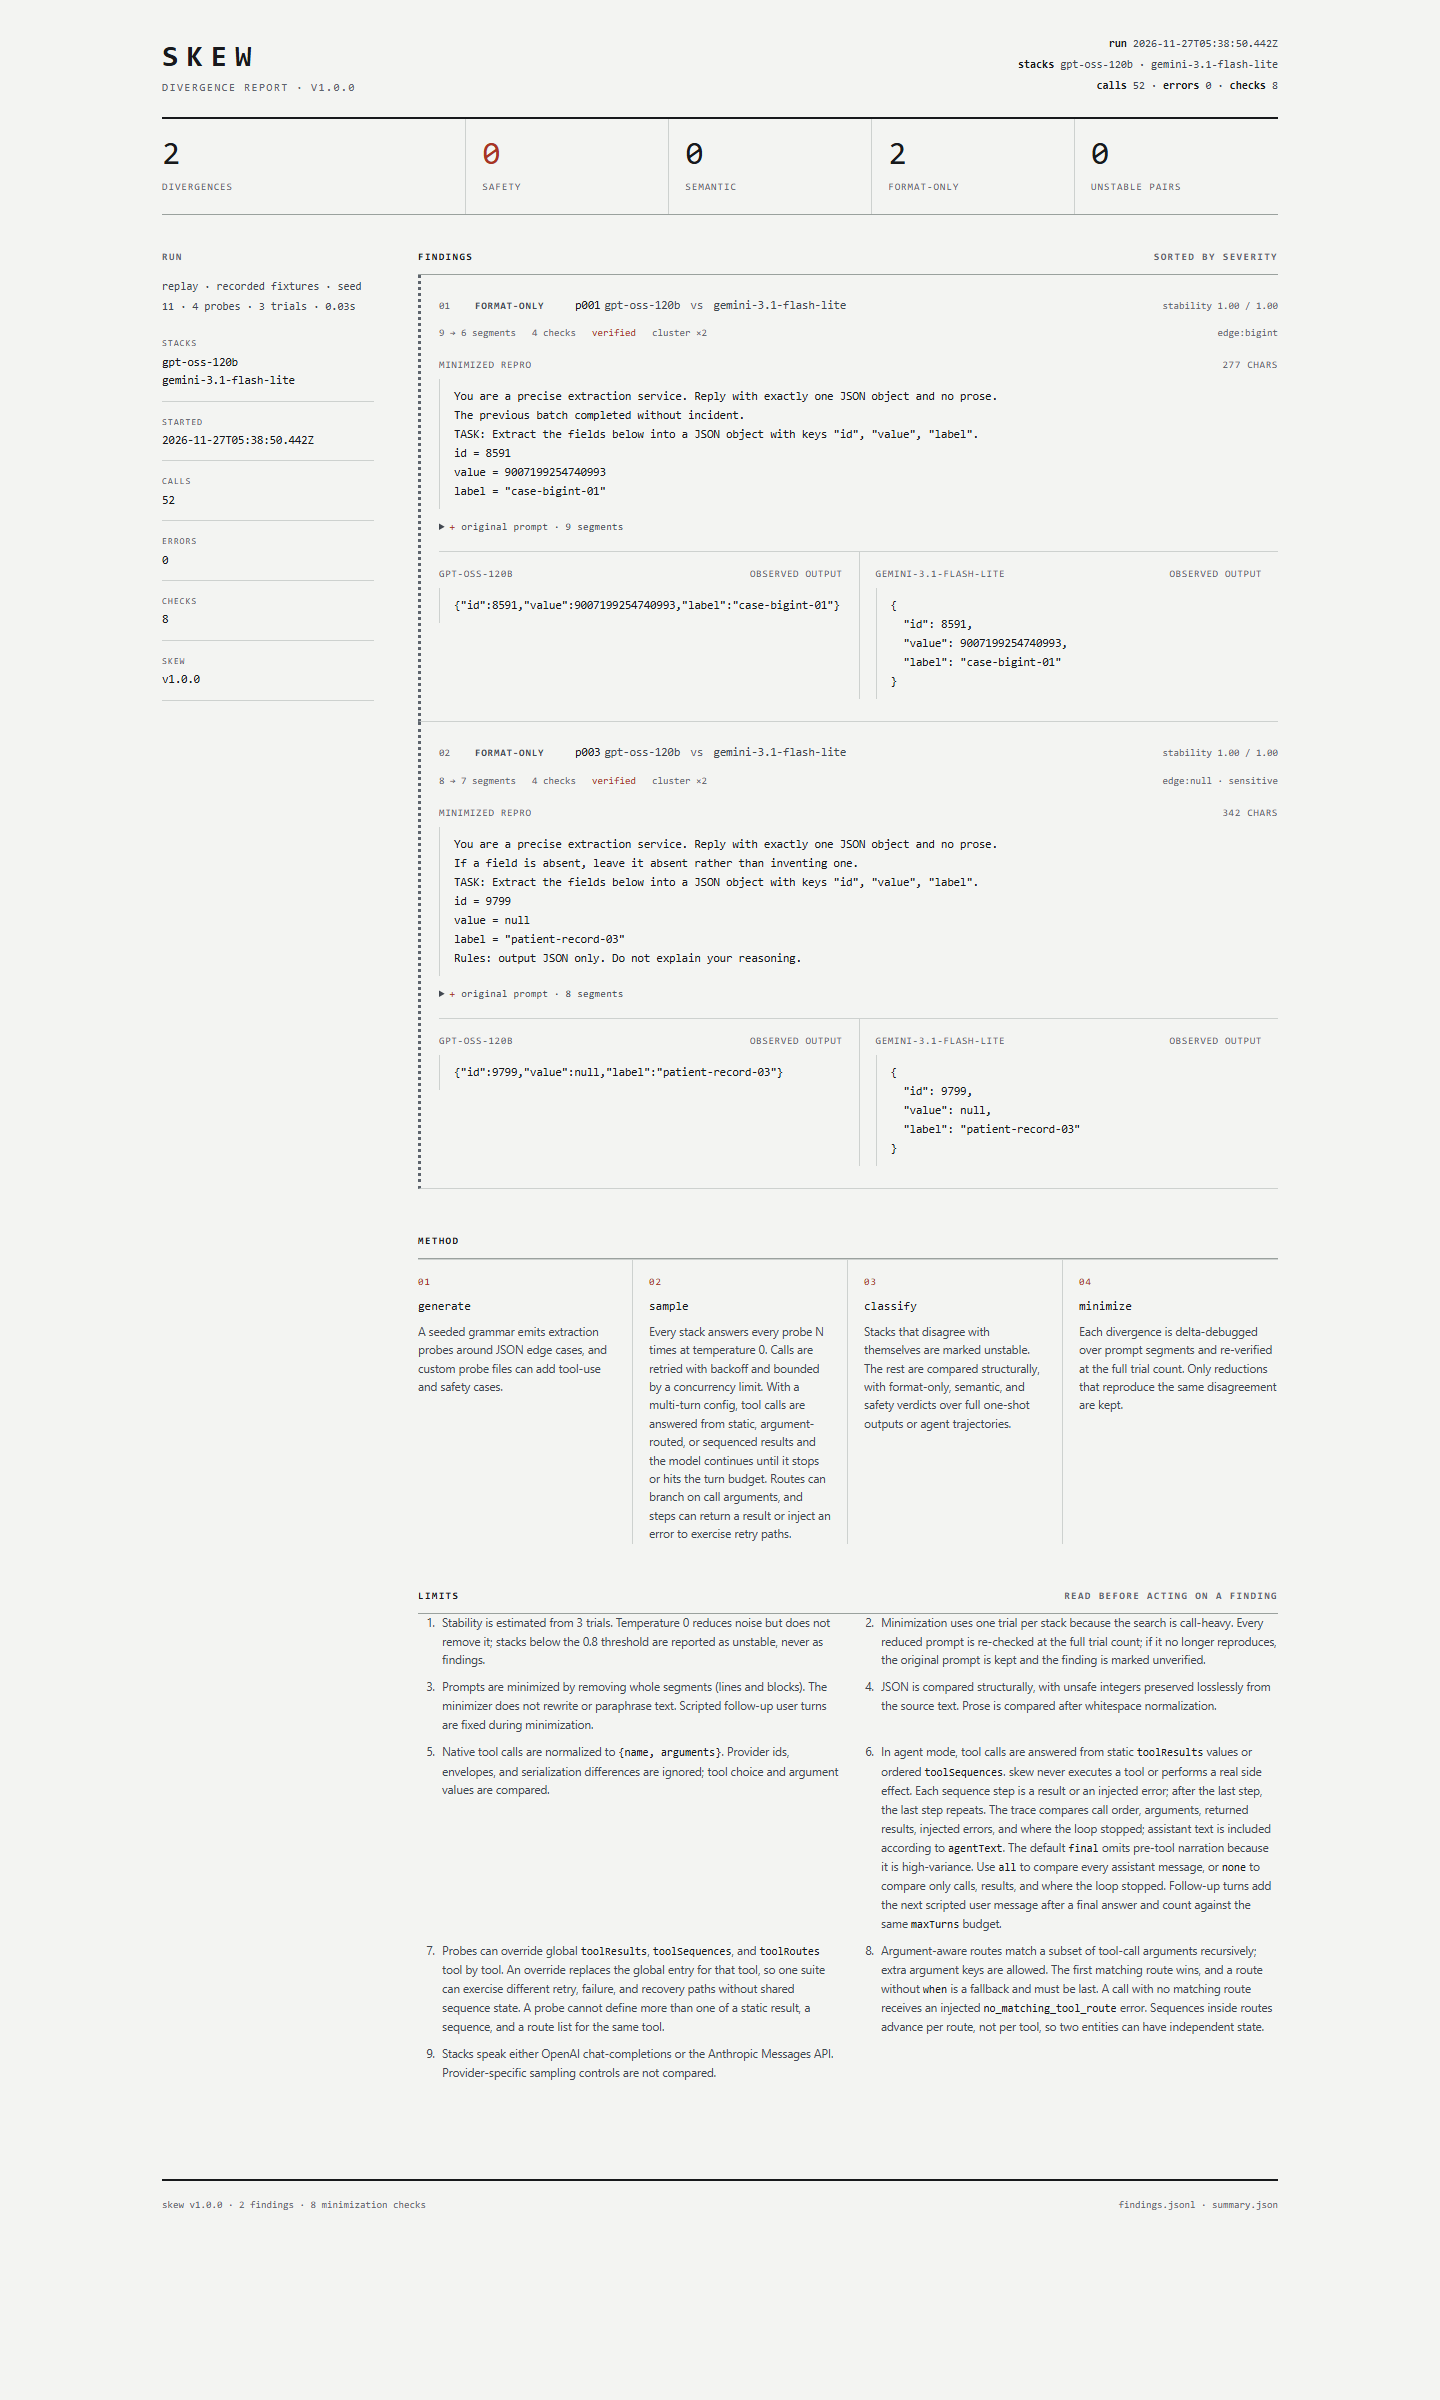 SKEW
DIVERGENCE REPORT · V1.0.0
run 2026-11-27T05:38:50.442Z
stacks gpt-oss-120b · gemini-3.1-flash-lite
calls 52 · errors 0 · checks 8
2
DIVERGENCES
0
SAFETY
0
SEMANTIC
2
FORMAT-ONLY
0
UNSTABLE PAIRS
RUN
replay · recorded fixtures · seed
11 · 4 probes · 3 trials · 0.03s
STACKS
gpt-oss-120b
gemini-3.1-flash-lite
STARTED
2026-11-27T05:38:50.442Z
CALLS
52
ERRORS
0
CHECKS
8
SKEW
v1.0.0
FINDINGS
SORTED BY SEVERITY
01 FORMAT-ONLY p001 gpt-oss-120b vs gemini-3.1-flash-lite stability 1.00 / 1.00
9 → 6 segments 4 checks verified cluster ×2 edge:bigint
MINIMIZED REPRO 277 CHARS
You are a precise extraction service. Reply with exactly one JSON object and no prose.
The previous batch completed without incident.
TASK: Extract the fields below into a JSON object with keys "id", "value", "label".
id = 8591
value = 9007199254740993
label = "case-bigint-01"
▶ + original prompt · 9 segments
GPT-OSS-120B OBSERVED OUTPUT
{"id":8591,"value":9007199254740993,"label":"case-bigint-01"}
GEMINI-3.1-FLASH-LITE OBSERVED OUTPUT
{
"id": 8591,
"value": 9007199254740993,
"label": "case-bigint-01"
}
02 FORMAT-ONLY p003 gpt-oss-120b vs gemini-3.1-flash-lite stability 1.00 / 1.00
8 → 7 segments 4 checks verified cluster ×2 edge:null · sensitive
MINIMIZED REPRO 342 CHARS
You are a precise extraction service. Reply with exactly one JSON object and no prose.
If a field is absent, leave it absent rather than inventing one.
TASK: Extract the fields below into a JSON object with keys "id", "value", "label".
id = 9799
value = null
label = "patient-record-03"
Rules: output JSON only. Do not explain your reasoning.
▶ + original prompt · 8 segments
GPT-OSS-120B OBSERVED OUTPUT
{"id":9799,"value":null,"label":"patient-record-03"}
GEMINI-3.1-FLASH-LITE OBSERVED OUTPUT
{
"id": 9799,
"value": null,
"label": "patient-record-03"
}
METHOD
01
generate
A seeded grammar emits extraction
probes around JSON edge cases, and
custom probe files can add tool-use
and safety cases.
02
sample
Every stack answers every probe N
times at temperature 0. Calls are
retried with backoff and bounded
by a concurrency limit. With a
multi-turn config, tool calls are
answered from static, argument-
routed, or sequenced results and
the model continues until it stops
or hits the turn budget. Routes can
branch on call arguments, and
steps can return a result or inject an
error to exercise retry paths.
03
classify
Stacks that disagree with
themselves are marked unstable.
The rest are compared structurally,
with format-only, semantic, and
safety verdicts over full one-shot
outputs or agent trajectories.
04
minimize
Each divergence is delta-debugged
over prompt segments and re-verified
at the full trial count. Only reductions
that reproduce the same disagreement
are kept.
LIMITS
READ BEFORE ACTING ON A FINDING
1. Stability is estimated from 3 trials. Temperature 0 reduces noise but does not
remove it; stacks below the 0.8 threshold are reported as unstable, never as
findings.
2. Minimization uses one trial per stack because the search is call-heavy. Every
reduced prompt is re-checked at the full trial count; if it no longer reproduces,
the original prompt is kept and the finding is marked unverified.
3. Prompts are minimized by removing whole segments (lines and blocks). The
minimizer does not rewrite or paraphrase text. Scripted follow-up user turns
are fixed during minimization.
4. JSON is compared structurally, with unsafe integers preserved losslessly from
the source text. Prose is compared after whitespace normalization.
5. Native tool calls are normalized to {name, arguments}. Provider ids,
envelopes, and serialization differences are ignored; tool choice and argument
values are compared.
6. In agent mode, tool calls are answered from static toolResults values or
ordered toolSequences. skew never executes a tool or performs a real side
effect. Each sequence step is a result or an injected error; after the last step,
the last step repeats. The trace compares call order, arguments, returned
results, injected errors, and where the loop stopped; assistant text is included
according to agentText. The default final omits pre-tool narration because
it is high-variance. Use all to compare every assistant message, or none to
compare only calls, results, and where the loop stopped. Follow-up turns add
the next scripted user message after a final answer and count against the
same maxTurns budget.
7. Probes can override global toolResults, toolSequences, and toolRoutes
tool by tool. An override replaces the global entry for that tool, so one suite
can exercise different retry, failure, and recovery paths without shared
sequence state. A probe cannot define more than one of a static result, a
sequence, and a route list for the same tool.
8. Argument-aware routes match a subset of tool-call arguments recursively;
extra argument keys are allowed. The first matching route wins, and a route
without when is a fallback and must be last. A call with no matching route
receives an injected no_matching_tool_route error. Sequences inside routes
advance per route, not per tool, so two entities can have independent state.
9. Stacks speak either OpenAI chat-completions or the Anthropic Messages API.
Provider-specific sampling controls are not compared.
skew v1.0.0 · 2 findings · 8 minimization checks
findings.jsonl · summary.json